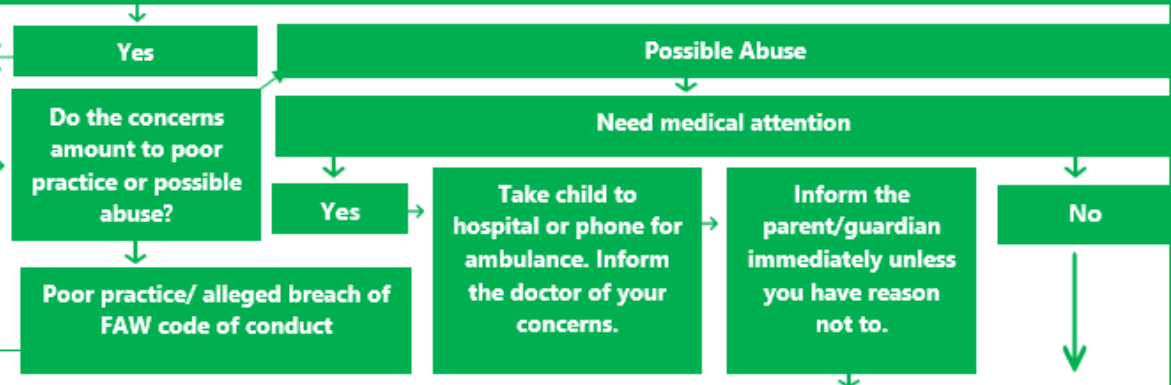 Yes
Possible Abuse
Do the concerns
amount to poor
practice or possible
abuse?
Need medical attention
Yes
Take child to
hospital or phone for
ambulance. Inform
the doctor of your
concerns.
Inform the
parent/guardian
immediately unless
you have reason
not to.
No
Poor practice/ alleged breach of
FAW code of conduct